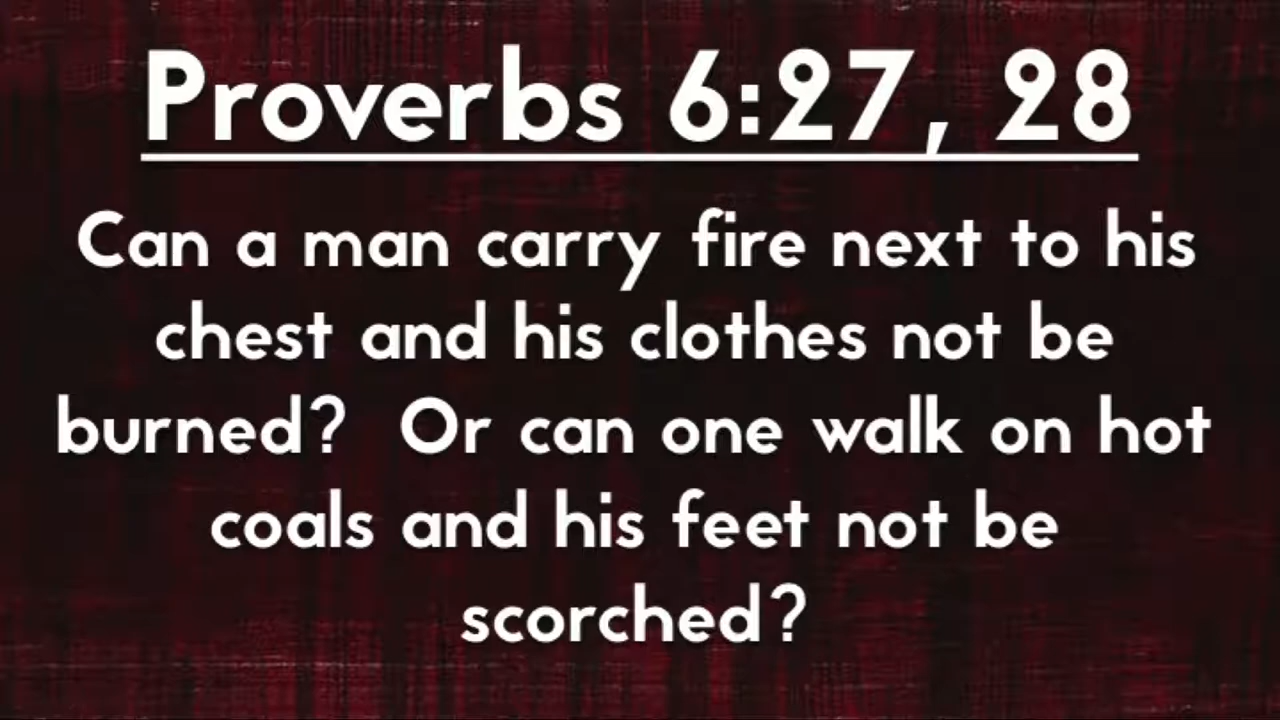 Proverbs 6:27, 28
Can a man carry fire next to his
chest and his clothes not be
burned?  Or can one walk on hot
coals and his feet not be
scorched?